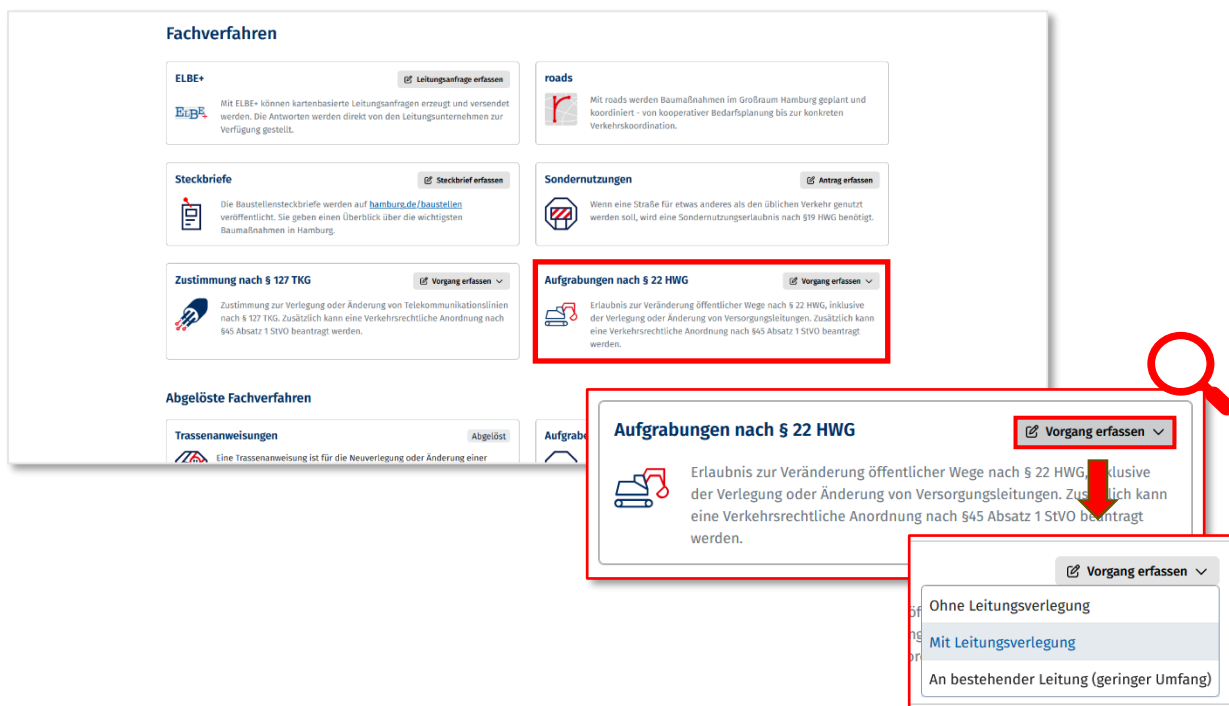 Fachverfahren
ELBE+
Leitungsanfrage erfassen
ELBE+
Mit ELBE+ können kartenbasierte Leitungsanfragen erzeugt und versendet
werden. Die Antworten werden direkt von den Leitungsunternehmen zur
Verfügung gestellt.
roads
Mit roads werden Baumaßnahmen im Großraum Hamburg geplant und
koordiniert - von kooperativer Bedarfsplanung bis zur konkreten
Verkehrskoordination.
Steckbriefe
Steckbrief erfassen
Die Baustellensteckbriefe werden auf hamburg.de/baustellen
veröffentlicht. Sie geben einen Überblick über die wichtigsten
Baumaßnahmen in Hamburg.
Sondernutzungen
Antrag erfassen
Wenn eine Straße für etwas anderes als den üblichen Verkehr genutzt
werden soll, wird eine Sondernutzungserlaubnis nach §19 HWG benötigt.
Zustimmung nach § 127 TKG
Vorgang erfassen
Zustimmung zur Verlegung oder Änderung von Telekommunikationslinien
nach § 127 TKG. Zusätzlich kann eine Verkehrsrechtliche Anordnung nach
§45 Absatz 1 StVO beantragt werden.
Aufgrabungen nach § 22 HWG
Vorgang erfassen
Erlaubnis zur Veränderung öffentlicher Wege nach § 22 HWG, inklusive
der Verlegung oder Änderung von Versorgungsleitungen. Zusätzlich kann
eine Verkehrsrechtliche Anordnung nach §45 Absatz 1 StVO beantragt
werden.
Abgelöste Fachverfahren
Trassenanweisungen
Abgelöst
Eine Trassenanweisung ist für die Neuverlegung oder Änderung einer
Aufgrabe
Aufgrabungen nach § 22 HWG
Vorgang erfassen
Erlaubnis zur Veränderung öffentlicher Wege nach § 22 HWG, klusive
der Verlegung oder Änderung von Versorgungsleitungen. Zus lich kann
eine Verkehrsrechtliche Anordnung nach §45 Absatz 1 StVO beantragt
werden.
Vorgang erfassen
Ohne Leitungsverlegung
Mit Leitungsverlegung
An bestehender Leitung (geringer Umfang)